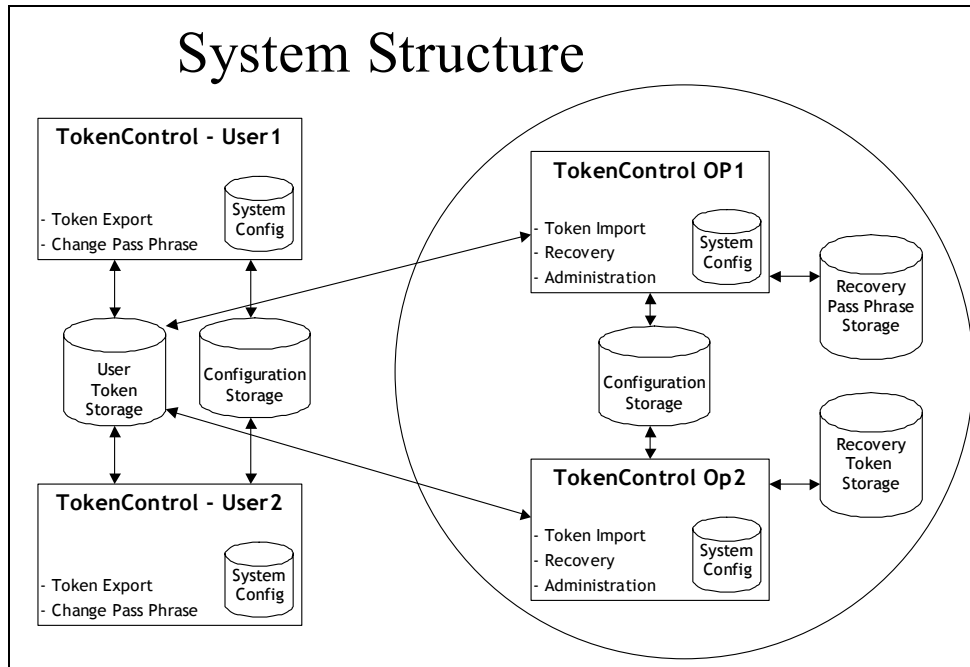 System Structure
TokenControl - User1
- Token Export
- Change Pass Phrase
System
Config
User
Token
Storage
Configuration
Storage
TokenControl - User2
- Token Export
- Change Pass Phrase
System
Config
TokenControl OP1
- Token Import
- Recovery
- Administration
System
Config
Recovery
Pass Phrase
Storage
Configuration
Storage
Recovery
Token
Storage
TokenControl Op2
- Token Import
- Recovery
- Administration
System
Config